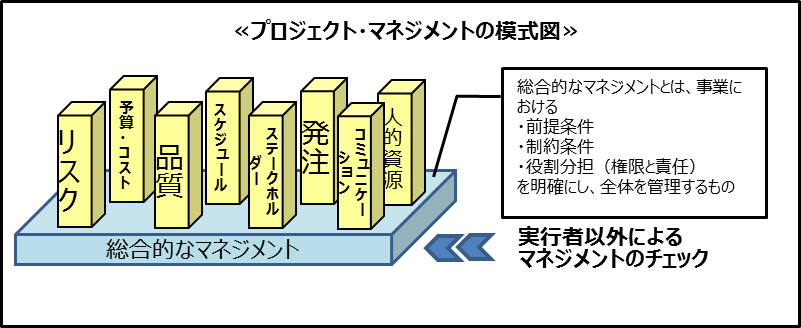 ≪プロジェクト・マネジメントの模式図≫
リスク
予算・コスト
品質
スケジュール
ステークホル
ダー
発注
コミュニケー
ション
人的資源
総合的なマネジメント
総合的なマネジメントとは、事業に
おける
・前提条件
・制約条件
・役割分担（権限と責任）
を明確にし、全体を管理するもの
実行者以外による
マネジメントのチェック